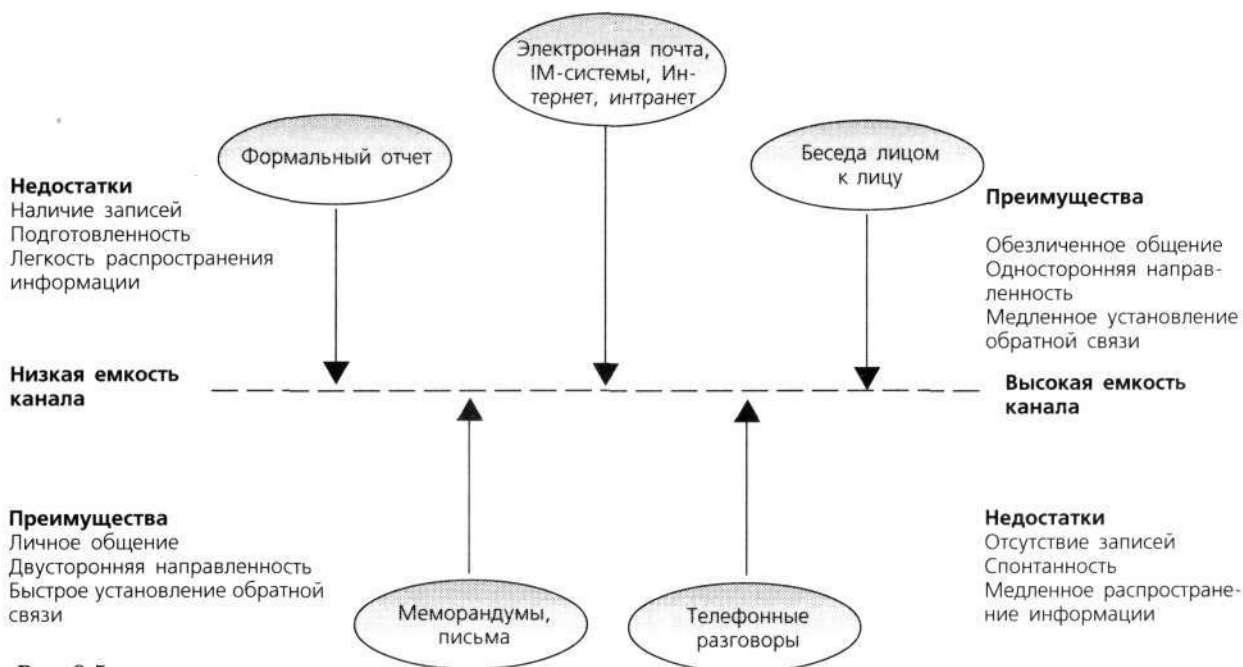 Электронная почта,
IM-системы, Ин-
тернет, интранет
Формальный отчет
Беседа лицом
к лицу
Недостатки
Наличие записей
Подготовленность
Легкость распространения
информации
Преимущества
Обезличенное общение
Односторонняя направ-
ленность
Медленное установление
обратной связи
Низкая емкость
канала
Высокая емкость
канала
Преимущества
Личное общение
Двусторонняя направленность
Быстрое установление обратной
связи
Меморандумы,
письма
Телефонные
разговоры
Недостатки
Отсутствие записей
Спонтанность
Медленное распростране-
ние информации